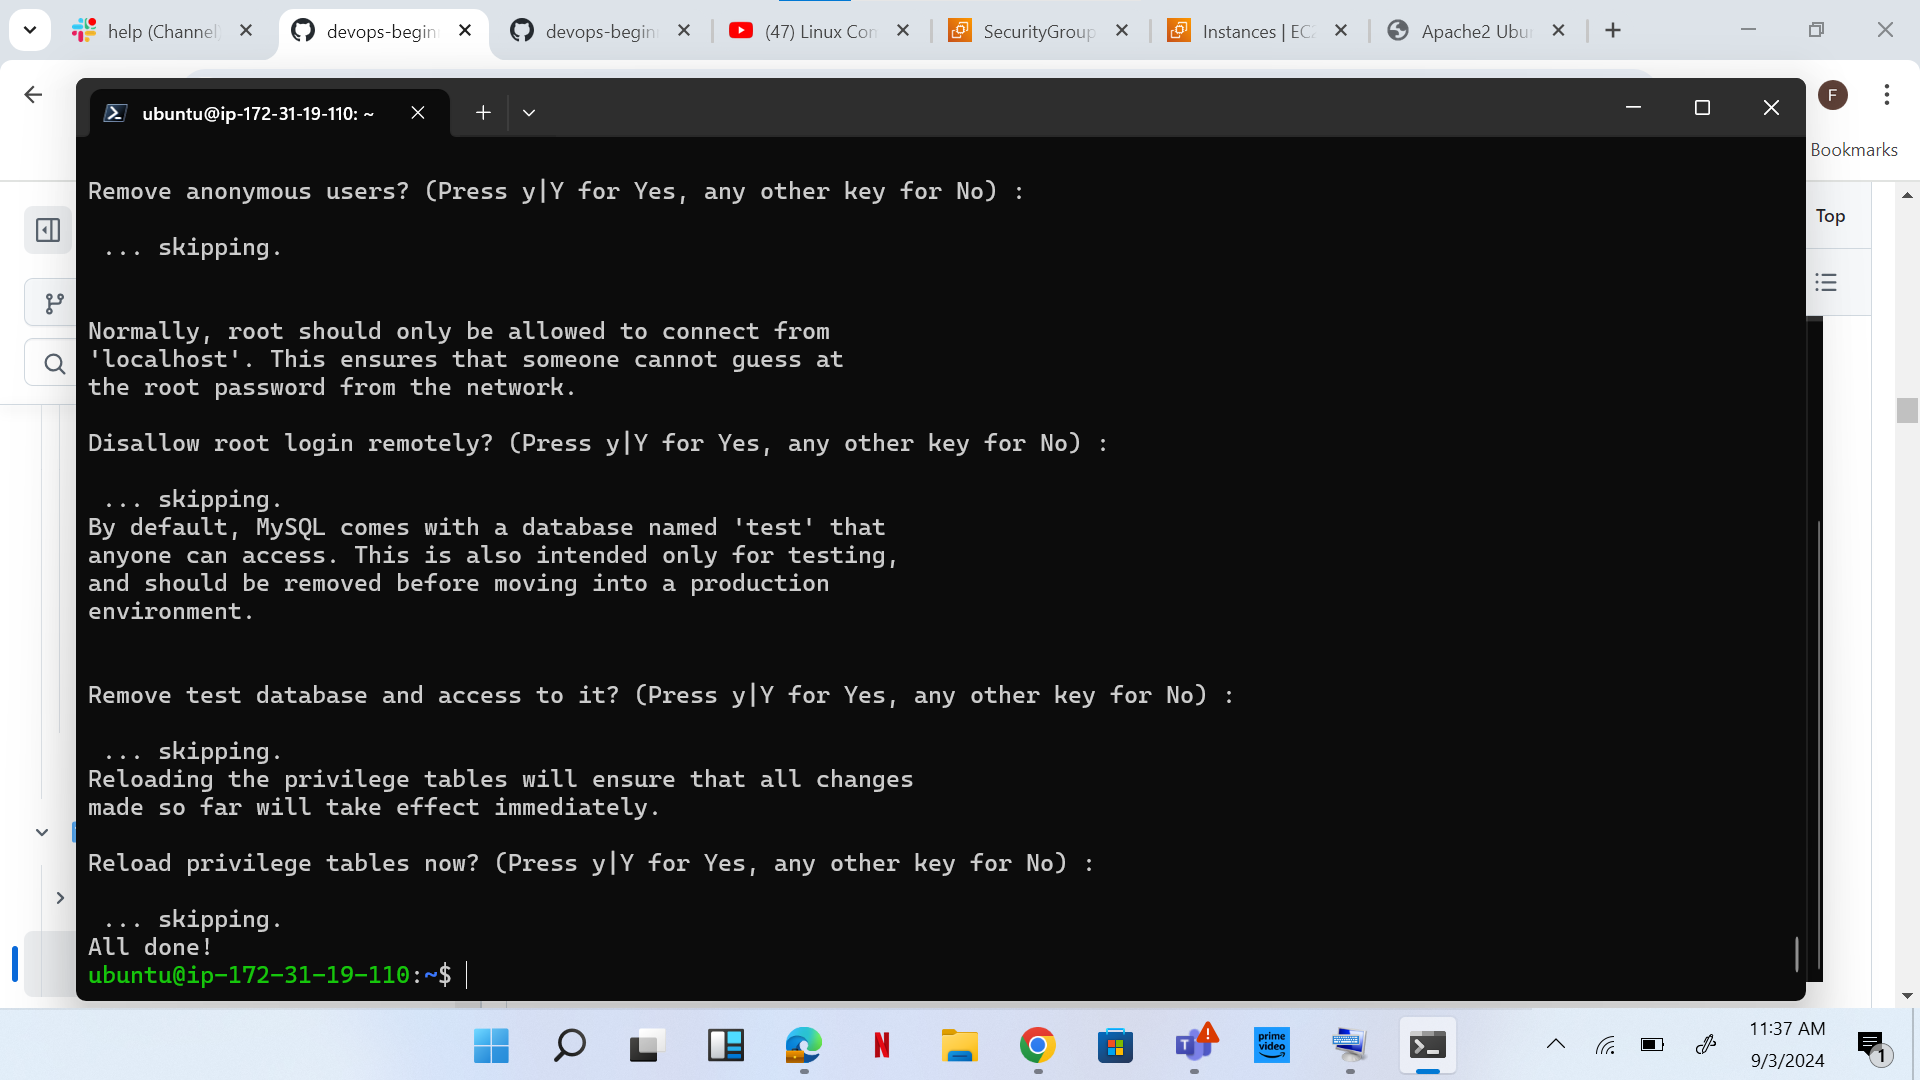 help (Channel
devops-begin
devops-begin
(47) Linux Con
SecurityGroup
Instances | EC2
Apache2 Ubu
ubuntu@ip-172-31-19-110: ~
F
Bookmarks
Top
Remove anonymous users? (Press y|Y for Yes, any other key for No) :
... skipping.
Normally, root should only be allowed to connect from
'localhost'. This ensures that someone cannot guess at
the root password from the network.
Disallow root login remotely? (Press y|Y for Yes, any other key for No) :
... skipping.
By default, MySQL comes with a database named 'test' that
anyone can access. This is also intended only for testing,
and should be removed before moving into a production
environment.
Remove test database and access to it? (Press y|Y for Yes, any other key for No) :
... skipping.
Reloading the privilege tables will ensure that all changes
made so far will take effect immediately.
Reload privilege tables now? (Press y|Y for Yes, any other key for No) :
... skipping.
All done!
ubuntu@ip-172-31-19-110:~$
N
T
prime
video
11:37 AM
9/3/2024
1